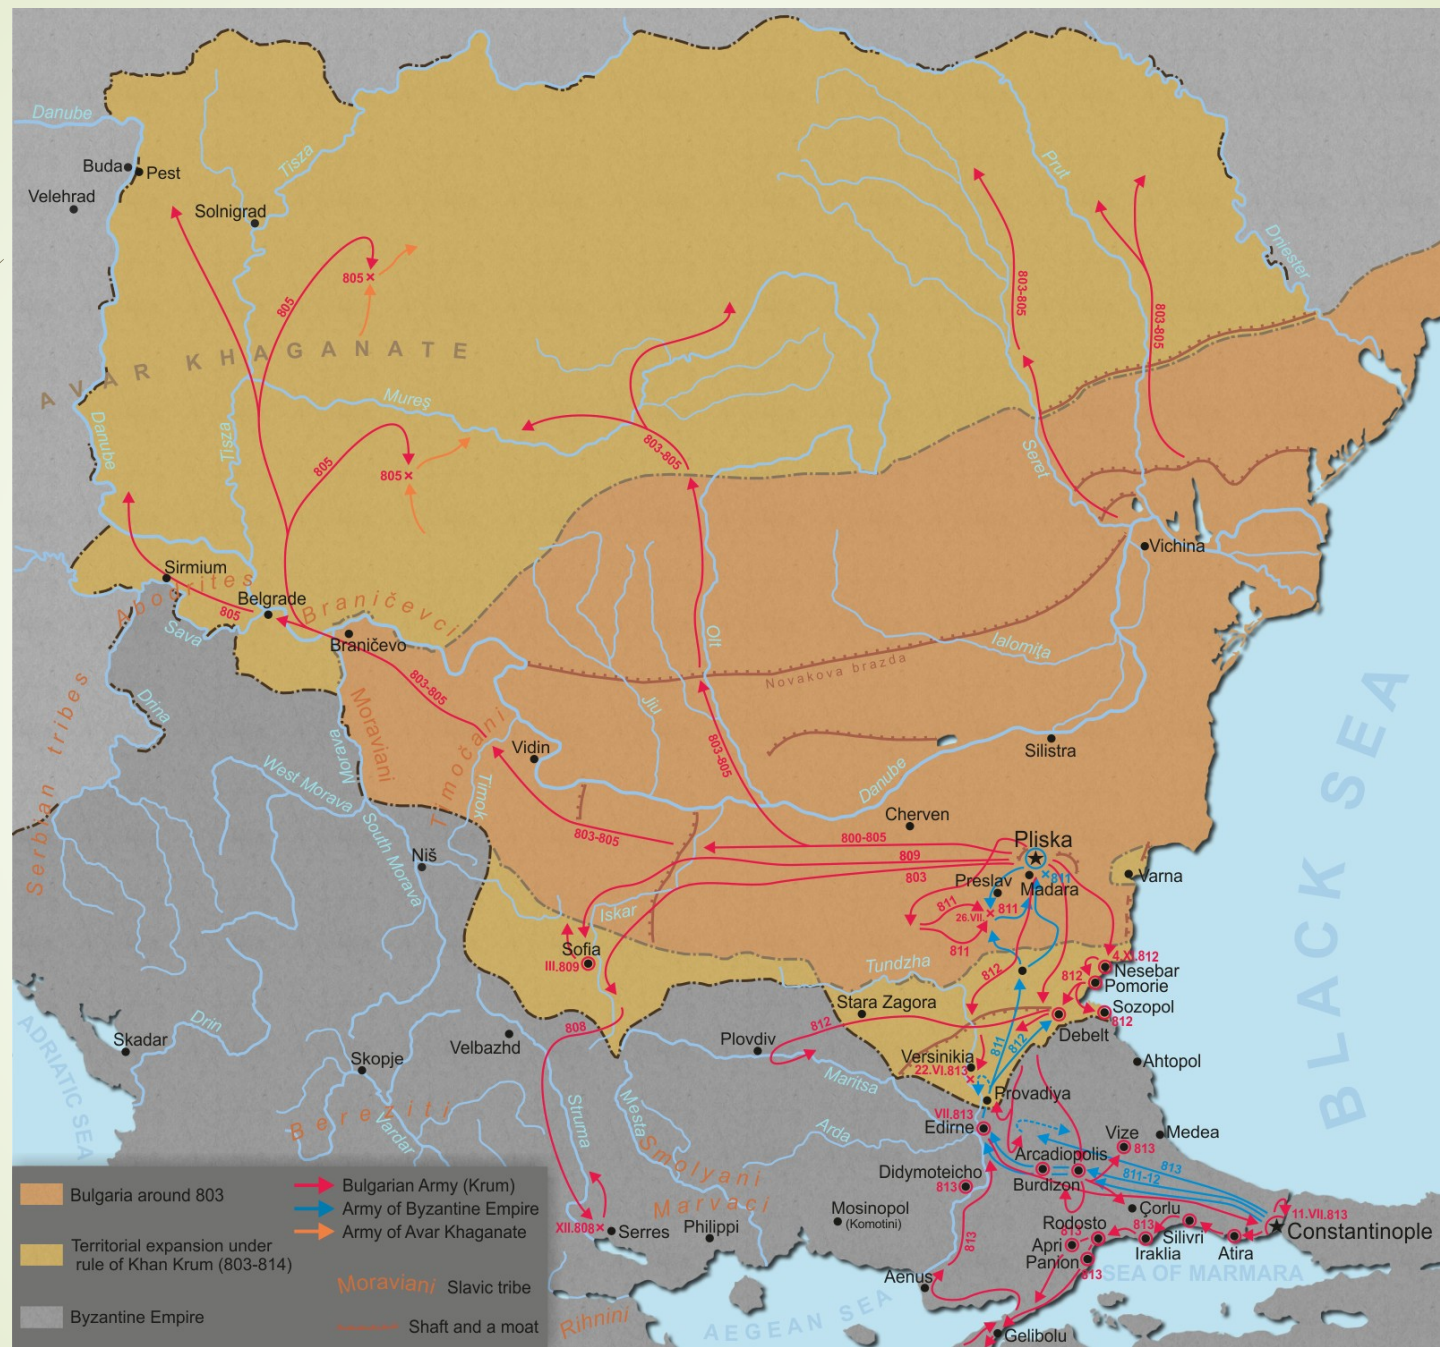 Danube
Buda
Pest
Velehrad
Tisza
Solnigrad
Prut
Dniester
805
805
803-805
803-805
AVAR KHAGANATE
Danube
Tisza
Mureş
803-805
805
805
Seret
Vichina
Sirmium
Abodrites
Belgrade
805
Braničevci
Sava
Braničevo
Olt
Ialomiţa
Novakova brazda
Serbian tribes
Drina
Morava
Moraviani
803-805
Jiu
Timočani
Vidin
803-805
Silistra
BLACK SEA
West Morava
Timok
Danube
South Morava
Niš
803-805
Cherven
800-805
Pliska
809
803
811
Preslav
Madara
Varna
811
811
26.VII.
811
Iskar
Sofia
III.809
Tundzha
812
4.XI.812
812
Nesebar
Pomorie
Stara Zagora
Sozopol
812
Debelt
812
811
812
ADRIATIC SEA
Drin
Skadar
808
Velbazhd
Plovdiv
Skopje
Versinikia
22.VI.813
Ahtopol
Maritsa
Provadiya
Struma
Mesta
Bereziti
Vardar
VII.813
Edirne
Arda
Vize
813
Medea
Smolyani
Marvaci
Arcadiopolis
Burdizon
813
811-12
Didymoteicho
813
Mosinopol
(Komotini)
Çorlu
11.VII.813
Constantinople
XII.808
Serres
Philippi
Rodosto
813
813
Silivri
Apri
Iraklia
Atira
Panion
813
813
SEA OF MARMARA
Aenus
AEGEAN SEA
Gelibolu
Rihnini
Bulgaria around 803
Territorial expansion under
rule of Khan Krum (803-814)
Byzantine Empire
Bulgarian Army (Krum)
Army of Byzantine Empire
Army of Avar Khaganate
Moraviani Slavic tribe
Shaft and a moat